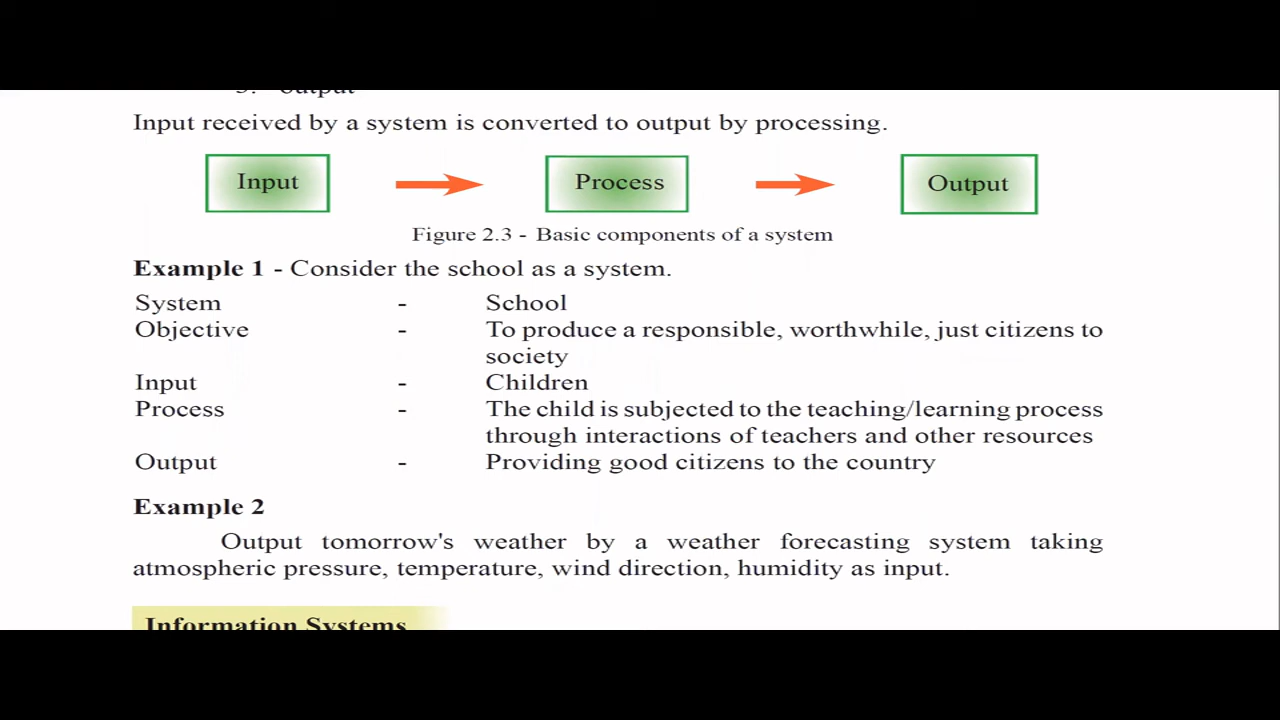 3. output
Input received by a system is converted to output by processing.
Input Process Output
Figure 2.3 - Basic components of a system
Example 1 - Consider the school as a system.
System - School
Objective - To produce a responsible, worthwhile, just citizens to
society
Input - Children
Process - The child is subjected to the teaching/learning process
through interactions of teachers and other resources
Output - Providing good citizens to the country
Example 2
Output tomorrow's weather by a weather forecasting system taking
atmospheric pressure, temperature, wind direction, humidity as input.
Information Systems